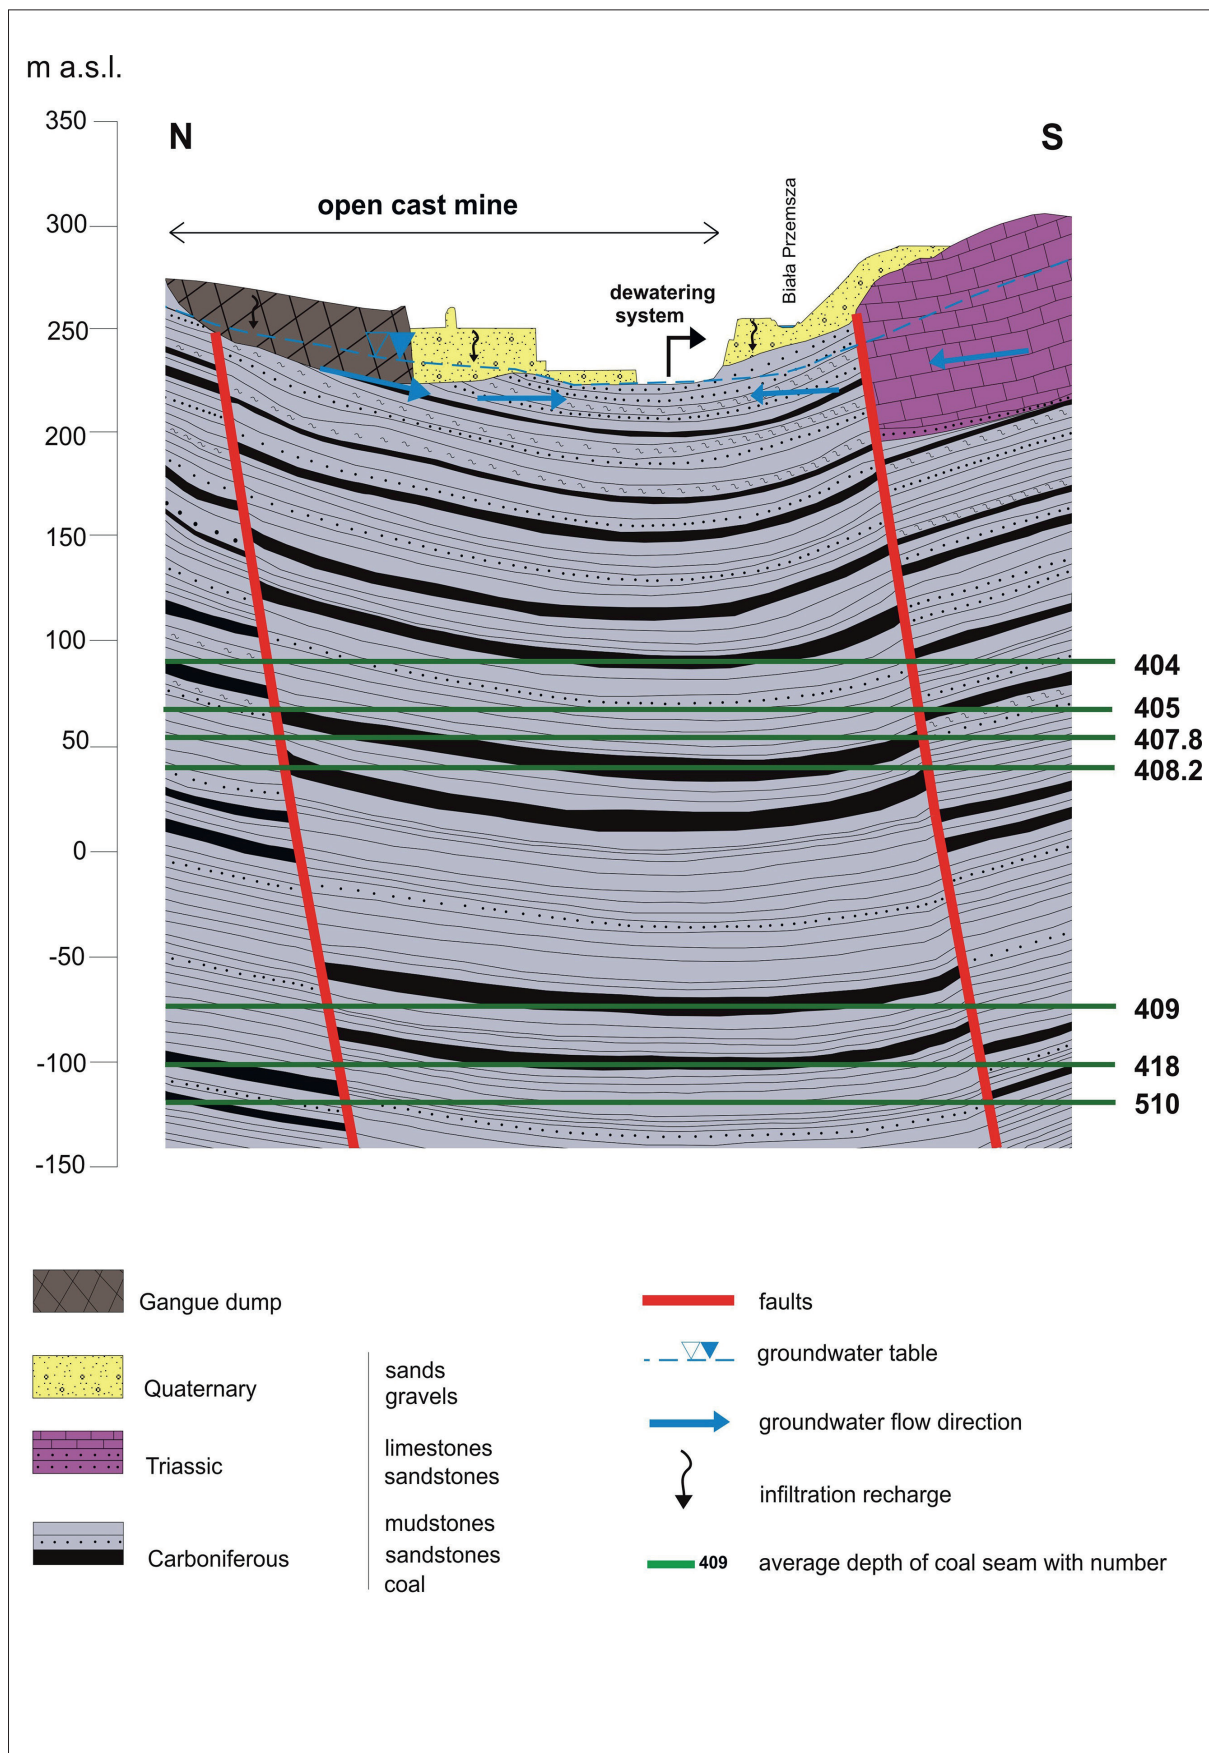 m a.s.l.
350
300
250
200
150
100
50
0
-50
-100
-150
N
S
open cast mine
dewatering
system
Biała Przemsza
404
405
407.8
408.2
409
418
510
Gangue dump
Quaternary
sands
gravels
Triassic
limestones
sandstones
Carboniferous
mudstones
sandstones
coal
faults
groundwater table
groundwater flow direction
infiltration recharge
409 average depth of coal seam with number